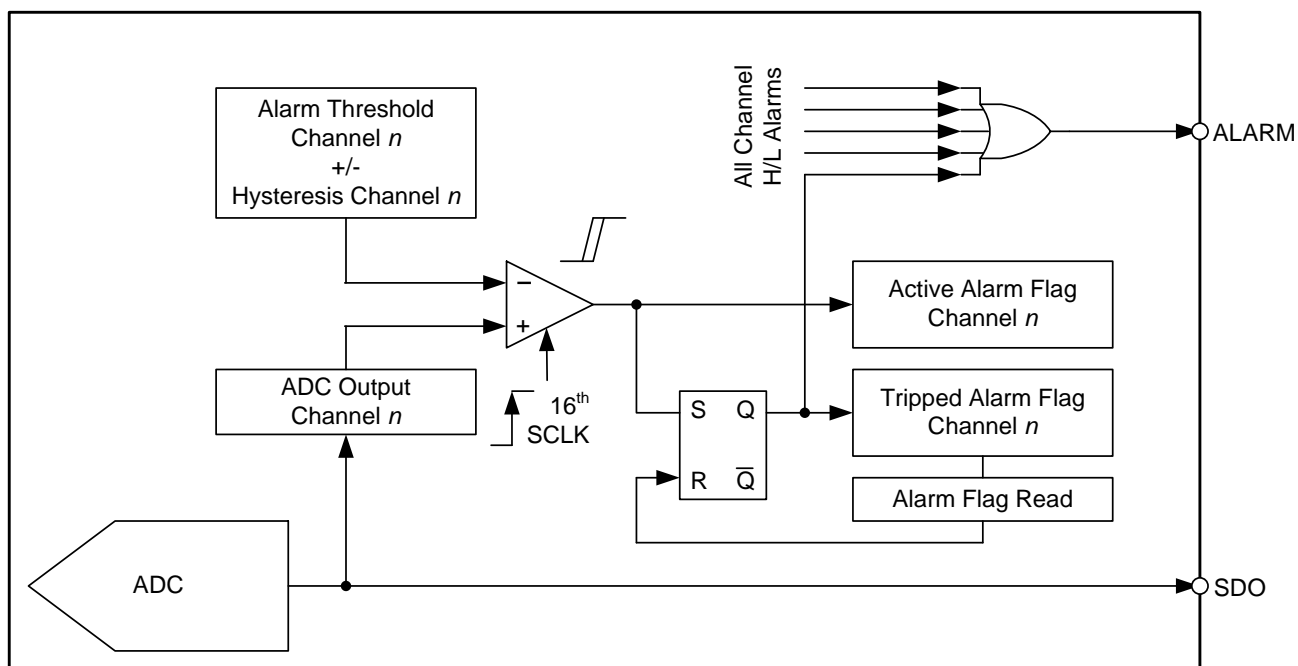 Alarm Threshold
Channel n
+/-
Hysteresis Channel n
All Channel
H/L Alarms
ALARM
−
+
Active Alarm Flag
Channel n
ADC Output
Channel n
16th
SCLK
S Q
R Q̅
Tripped Alarm Flag
Channel n
Alarm Flag Read
ADC
SDO